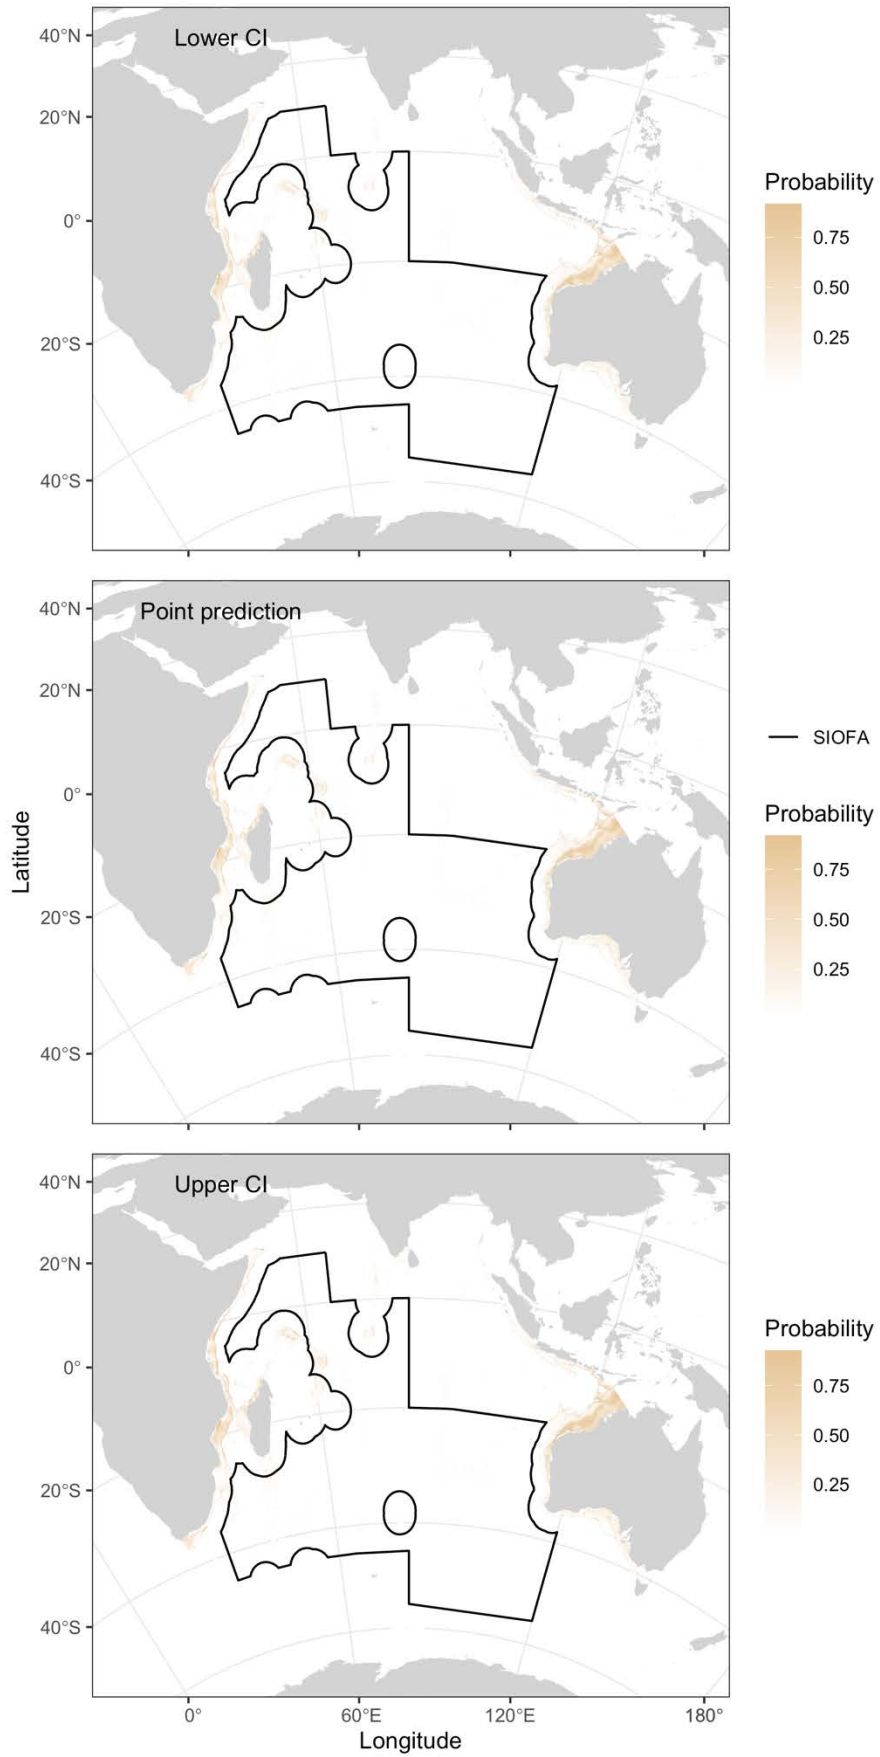 Lower CI
40°N
20°N
0°
20°S
40°S
Probability
0.75
0.50
0.25
Point prediction
40°N
20°N
0°
20°S
40°S
Latitude
SIOFA
Probability
0.75
0.50
0.25
Upper CI
40°N
20°N
0°
20°S
40°S
Probability
0.75
0.50
0.25
0°
60°E
120°E
180°
Longitude